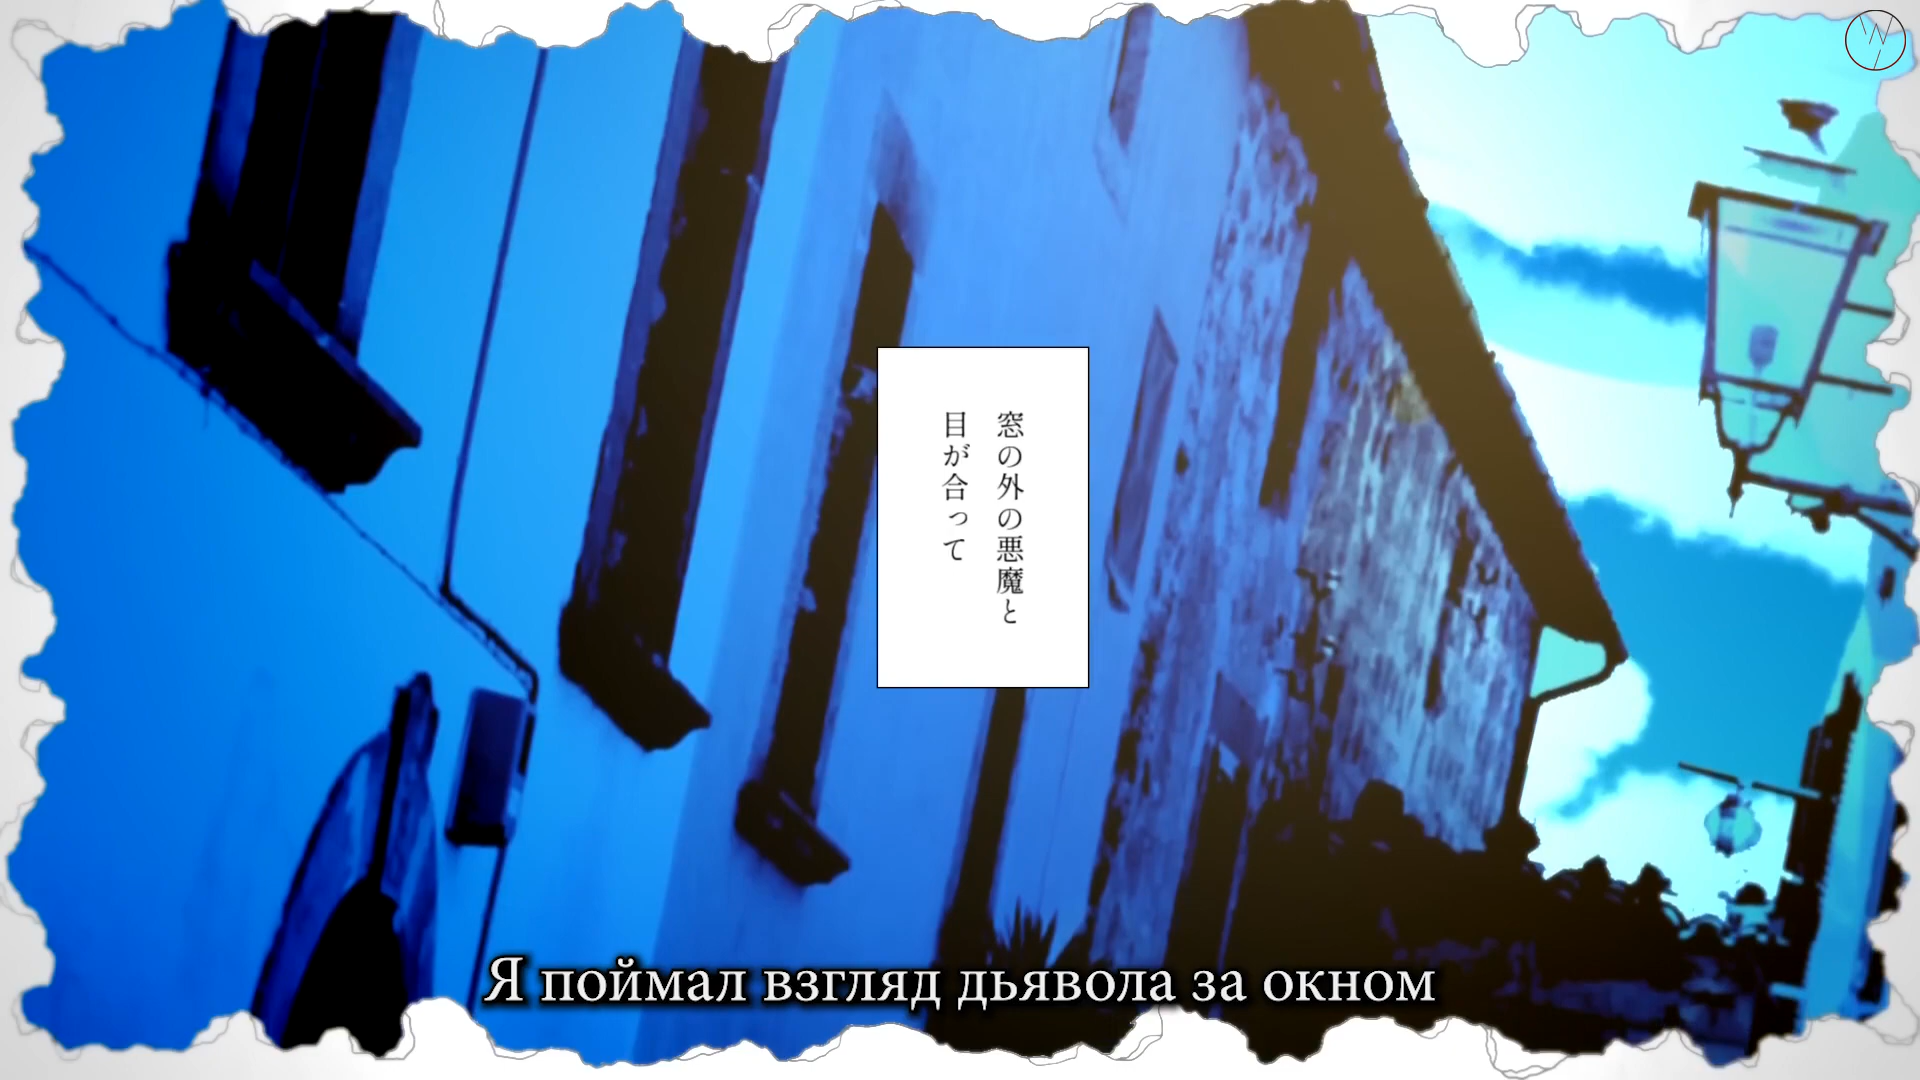 窓の外の悪魔と
目が合って
Я поймал взгляд дьявола за окном